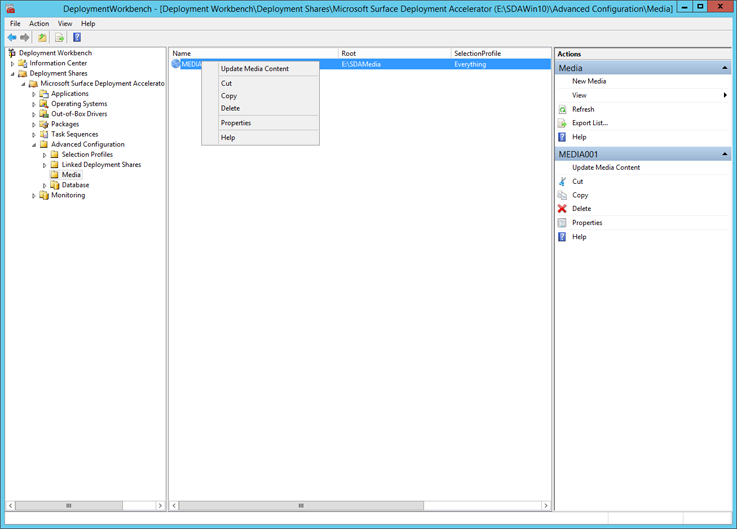 DeploymentWorkbench - [Deployment Workbench\Deployment Shares\Microsoft Surface Deployment Accelerator (E:\SDAWin10)\Advanced Configuration\Media]
File Action View Help
Deployment Workbench
Information Center
Deployment Shares
Microsoft Surface Deployment Accelerato
Applications
Operating Systems
Out-of-Box Drivers
Packages
Task Sequences
Advanced Configuration
Selection Profiles
Linked Deployment Shares
Media
Database
Monitoring
Name Root SelectionProfile
MEDIA E:\SDAMedia Everything
Update Media Content
Cut
Copy
Delete
Properties
Help
Actions
Media
New Media
View
Refresh
Export List...
Help
MEDIA001
Update Media Content
Cut
Copy
Delete
Properties
Help